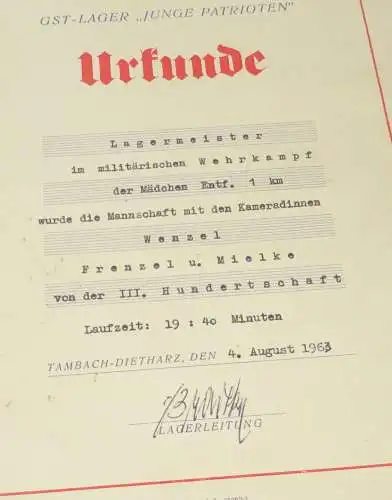 GST-LAGER „JUNGE PATRIOTEN"
Urkunde
Lagermeister
im militärischen Wehrkampf
der Mädchen Entf. 1 km
wurde die Mannschaft mit den Kameradinnen
Wenzel
Frenzel u. Mielke
von der III. Hundertschaft
Laufzeit: 19 : 40 Minuten
TAMBACH-DIETHARZ, DEN 4. August 1963
LAGERLEITUNG